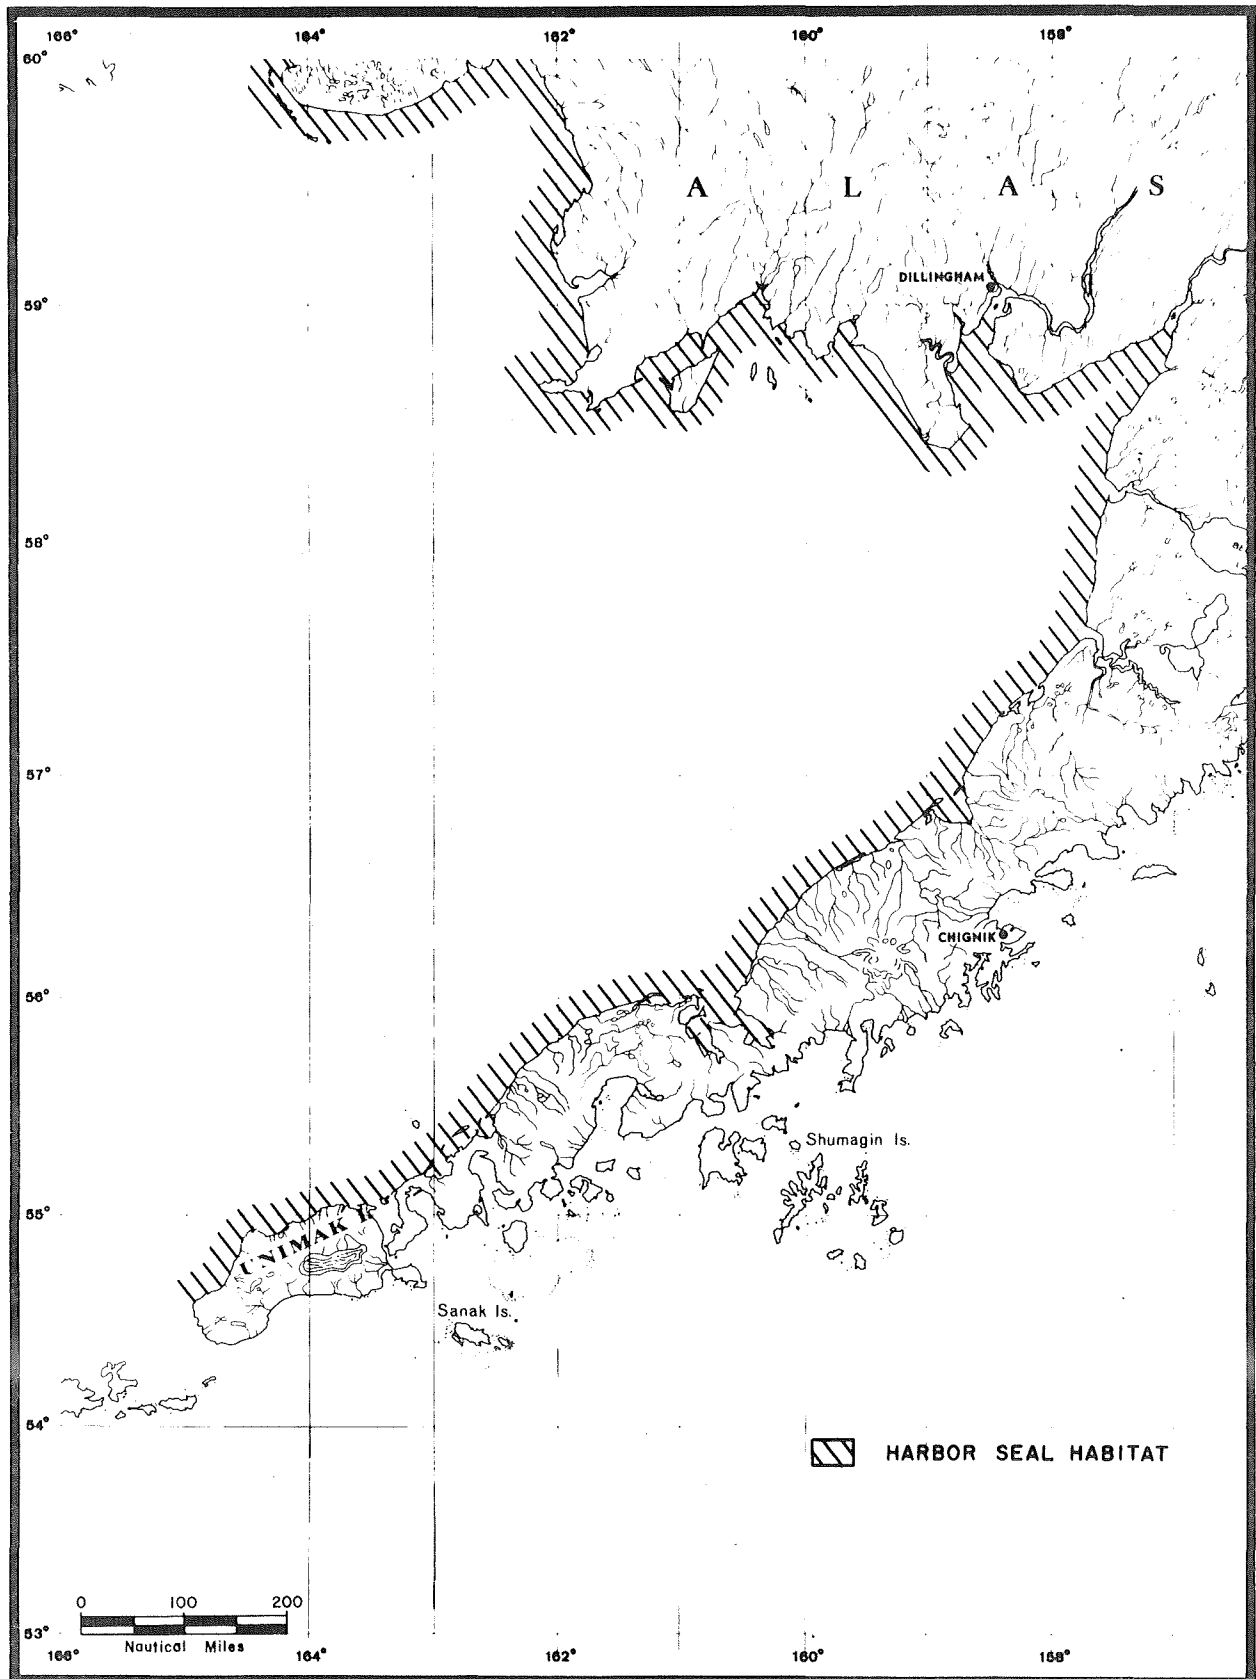 166° 164° 162° 160° 158°
60°
A L A S
DILLINGHAM
59°
58°
57°
CHIGNIK
56°
Shumagin Is.
55°
UNIMAK I.
Sanak Is.
54°
HARBOR SEAL HABITAT
0 100 200
Nautical Miles
53°
166° 164° 162° 160° 158°